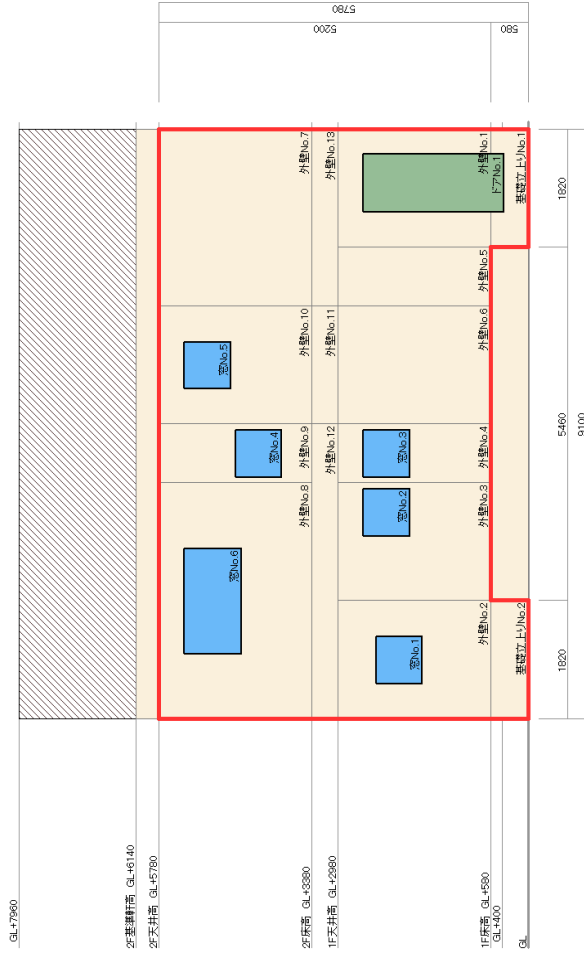 5780
5200
580
外壁No.7
外壁No.13
外壁No.1
ドアNo.1
基礎立上りNo.1
外壁No.5
外壁No.10
外壁No.11
外壁No.6
窓No.5
窓No.4
外壁No.9
外壁No.12
窓No.3
外壁No.4
窓No.2
外壁No.8
外壁No.3
窓No.6
外壁No.2
基礎立上りNo.2
窓No.1
1820
5460
9100
1820
GL+7960
2F基準軒高 GL+6140
2F天井高 GL+5780
2F床高 GL+3380
1F天井高 GL+2980
1F床高 GL+580
GL+400
GL